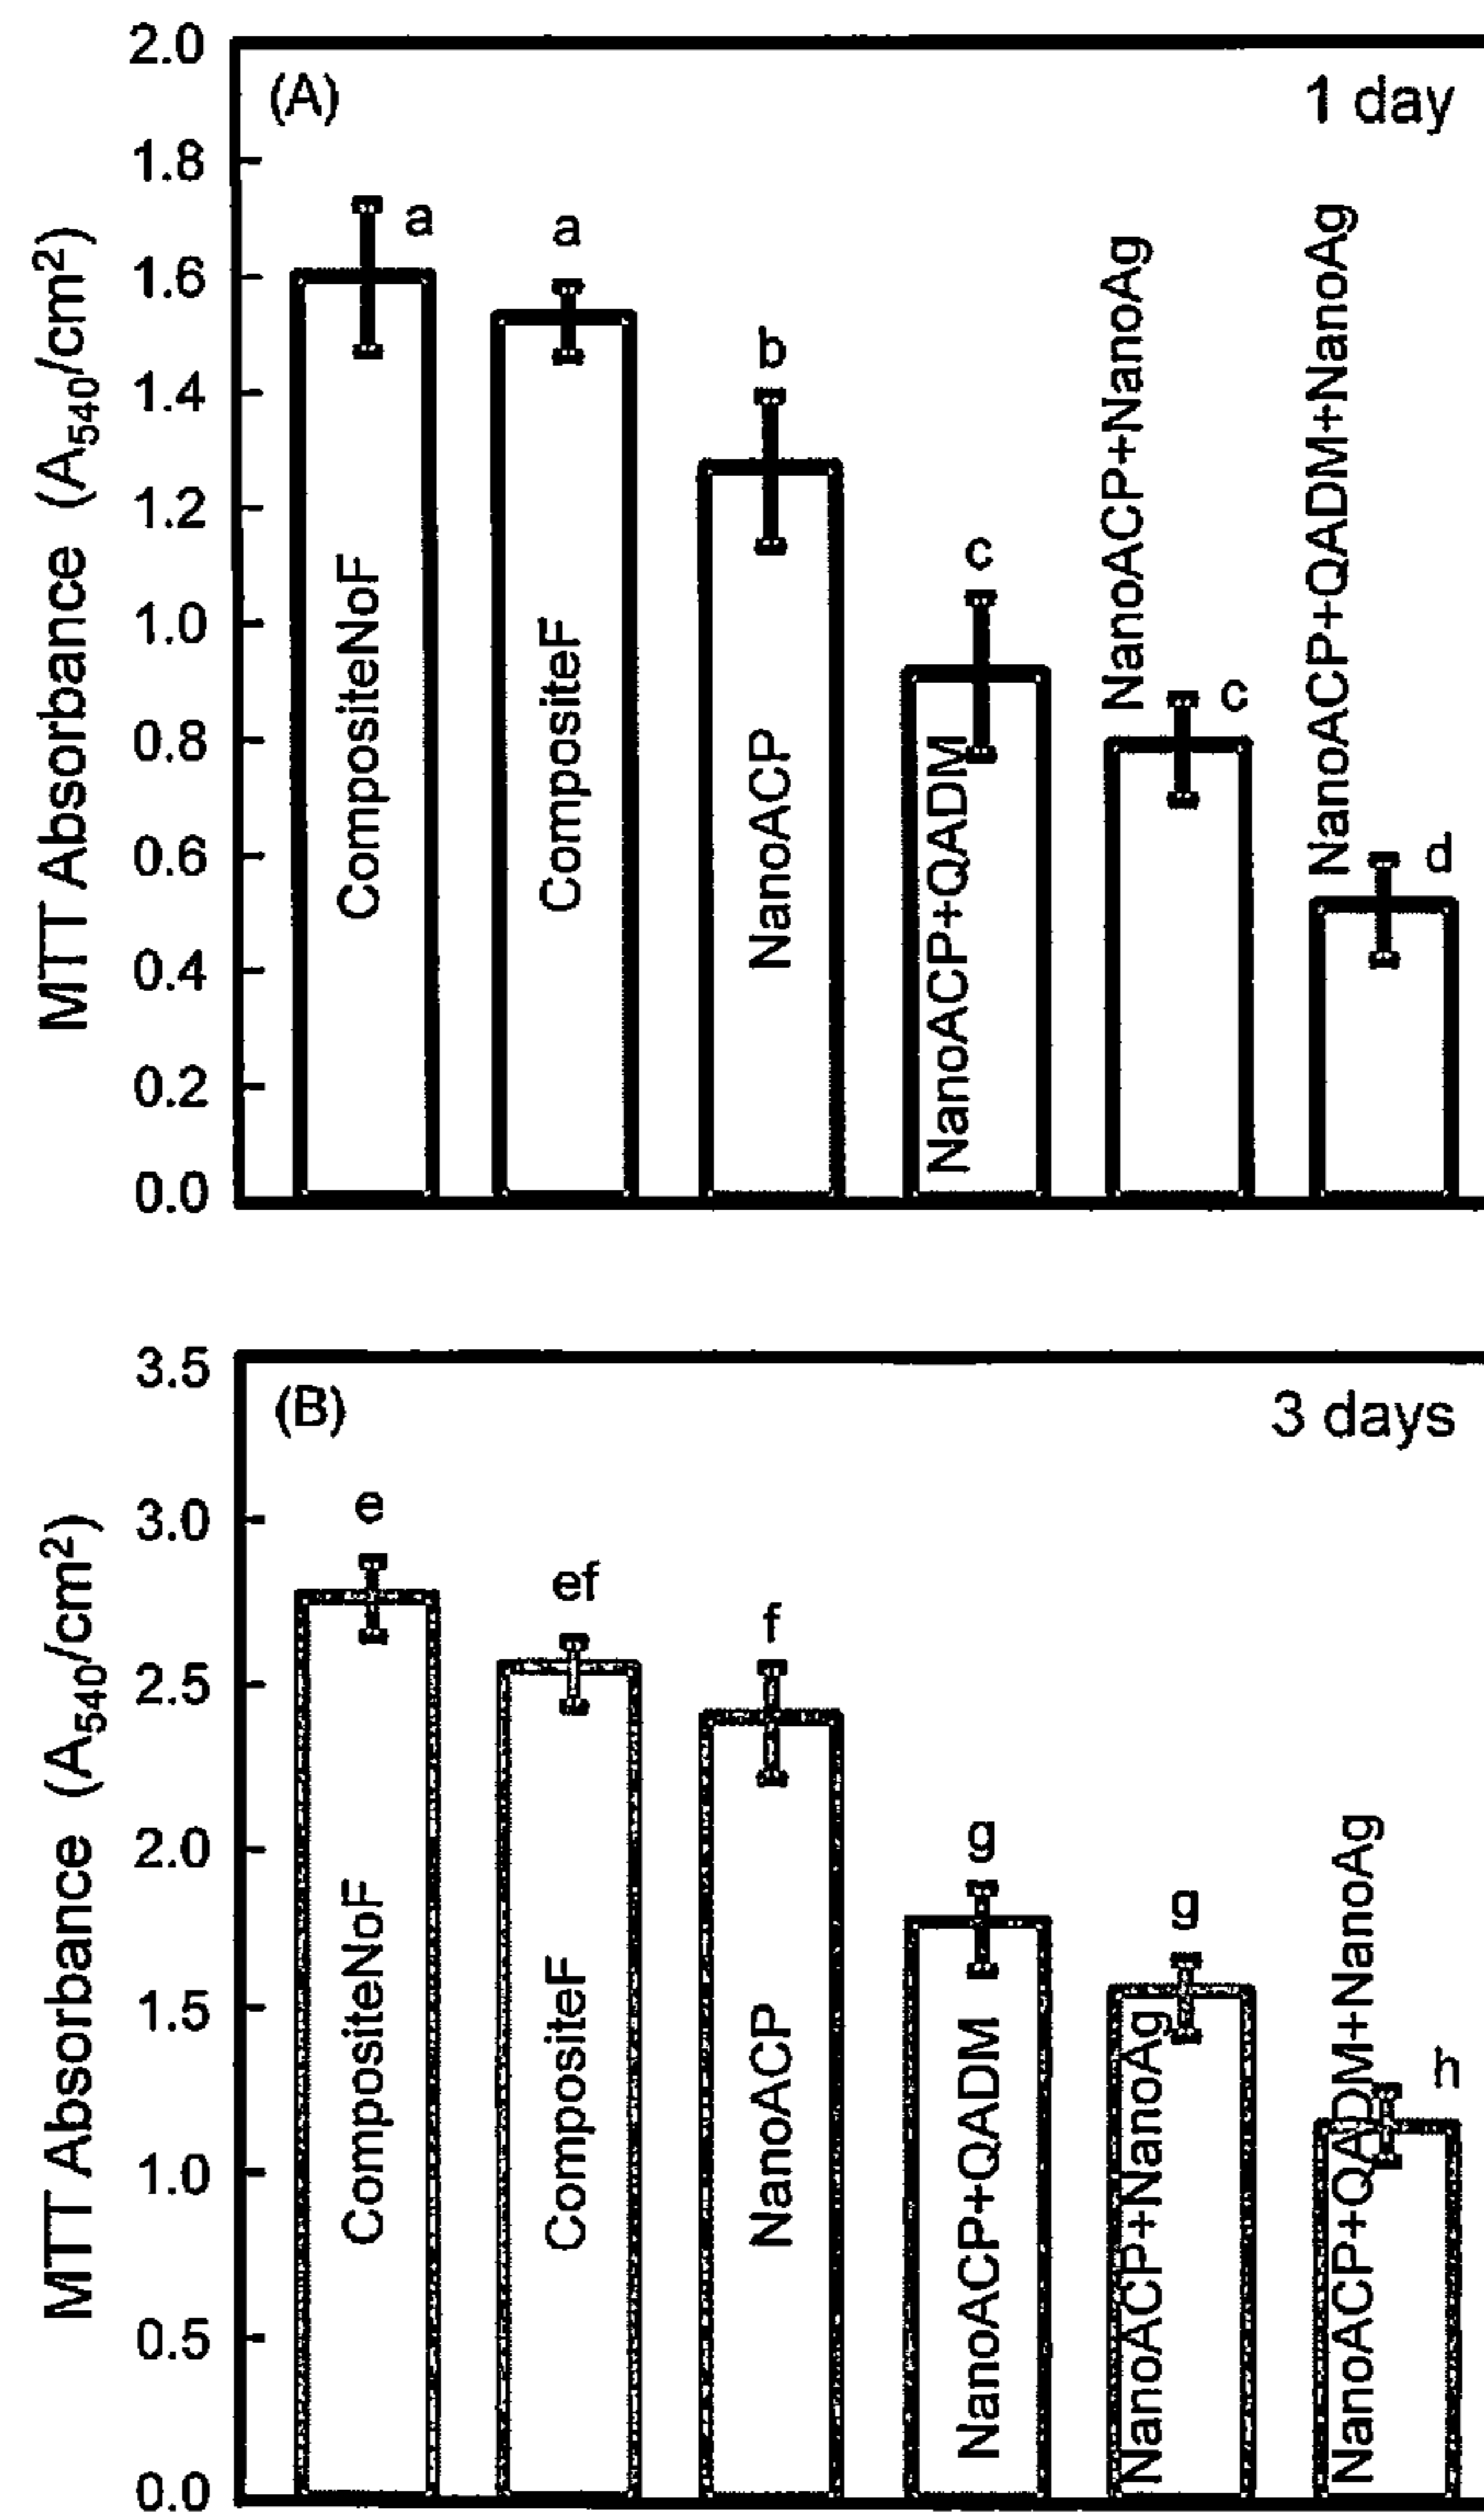 2.0
(A)
1 day
1.8
1.6
1.4
1.2
1.0
0.8
0.6
0.4
0.2
0.0
MTT Absorbance (A540/cm²)
a
a
b
c
c
d
CompositeNoF
CompositeF
NanoACP
NanoACP+QADM
NanoACP+NanoAg
NanoACP+QADM+NanoAg
3.5
(B)
3 days
3.0
2.5
2.0
1.5
1.0
0.5
0.0
MTT Absorbance (A540/cm²)
e
ef
f
g
g
h
CompositeNoF
CompositeF
NanoACP
NanoACP+QADM
NanoACP+NanoAg
NanoACP+QADM+NanoAg